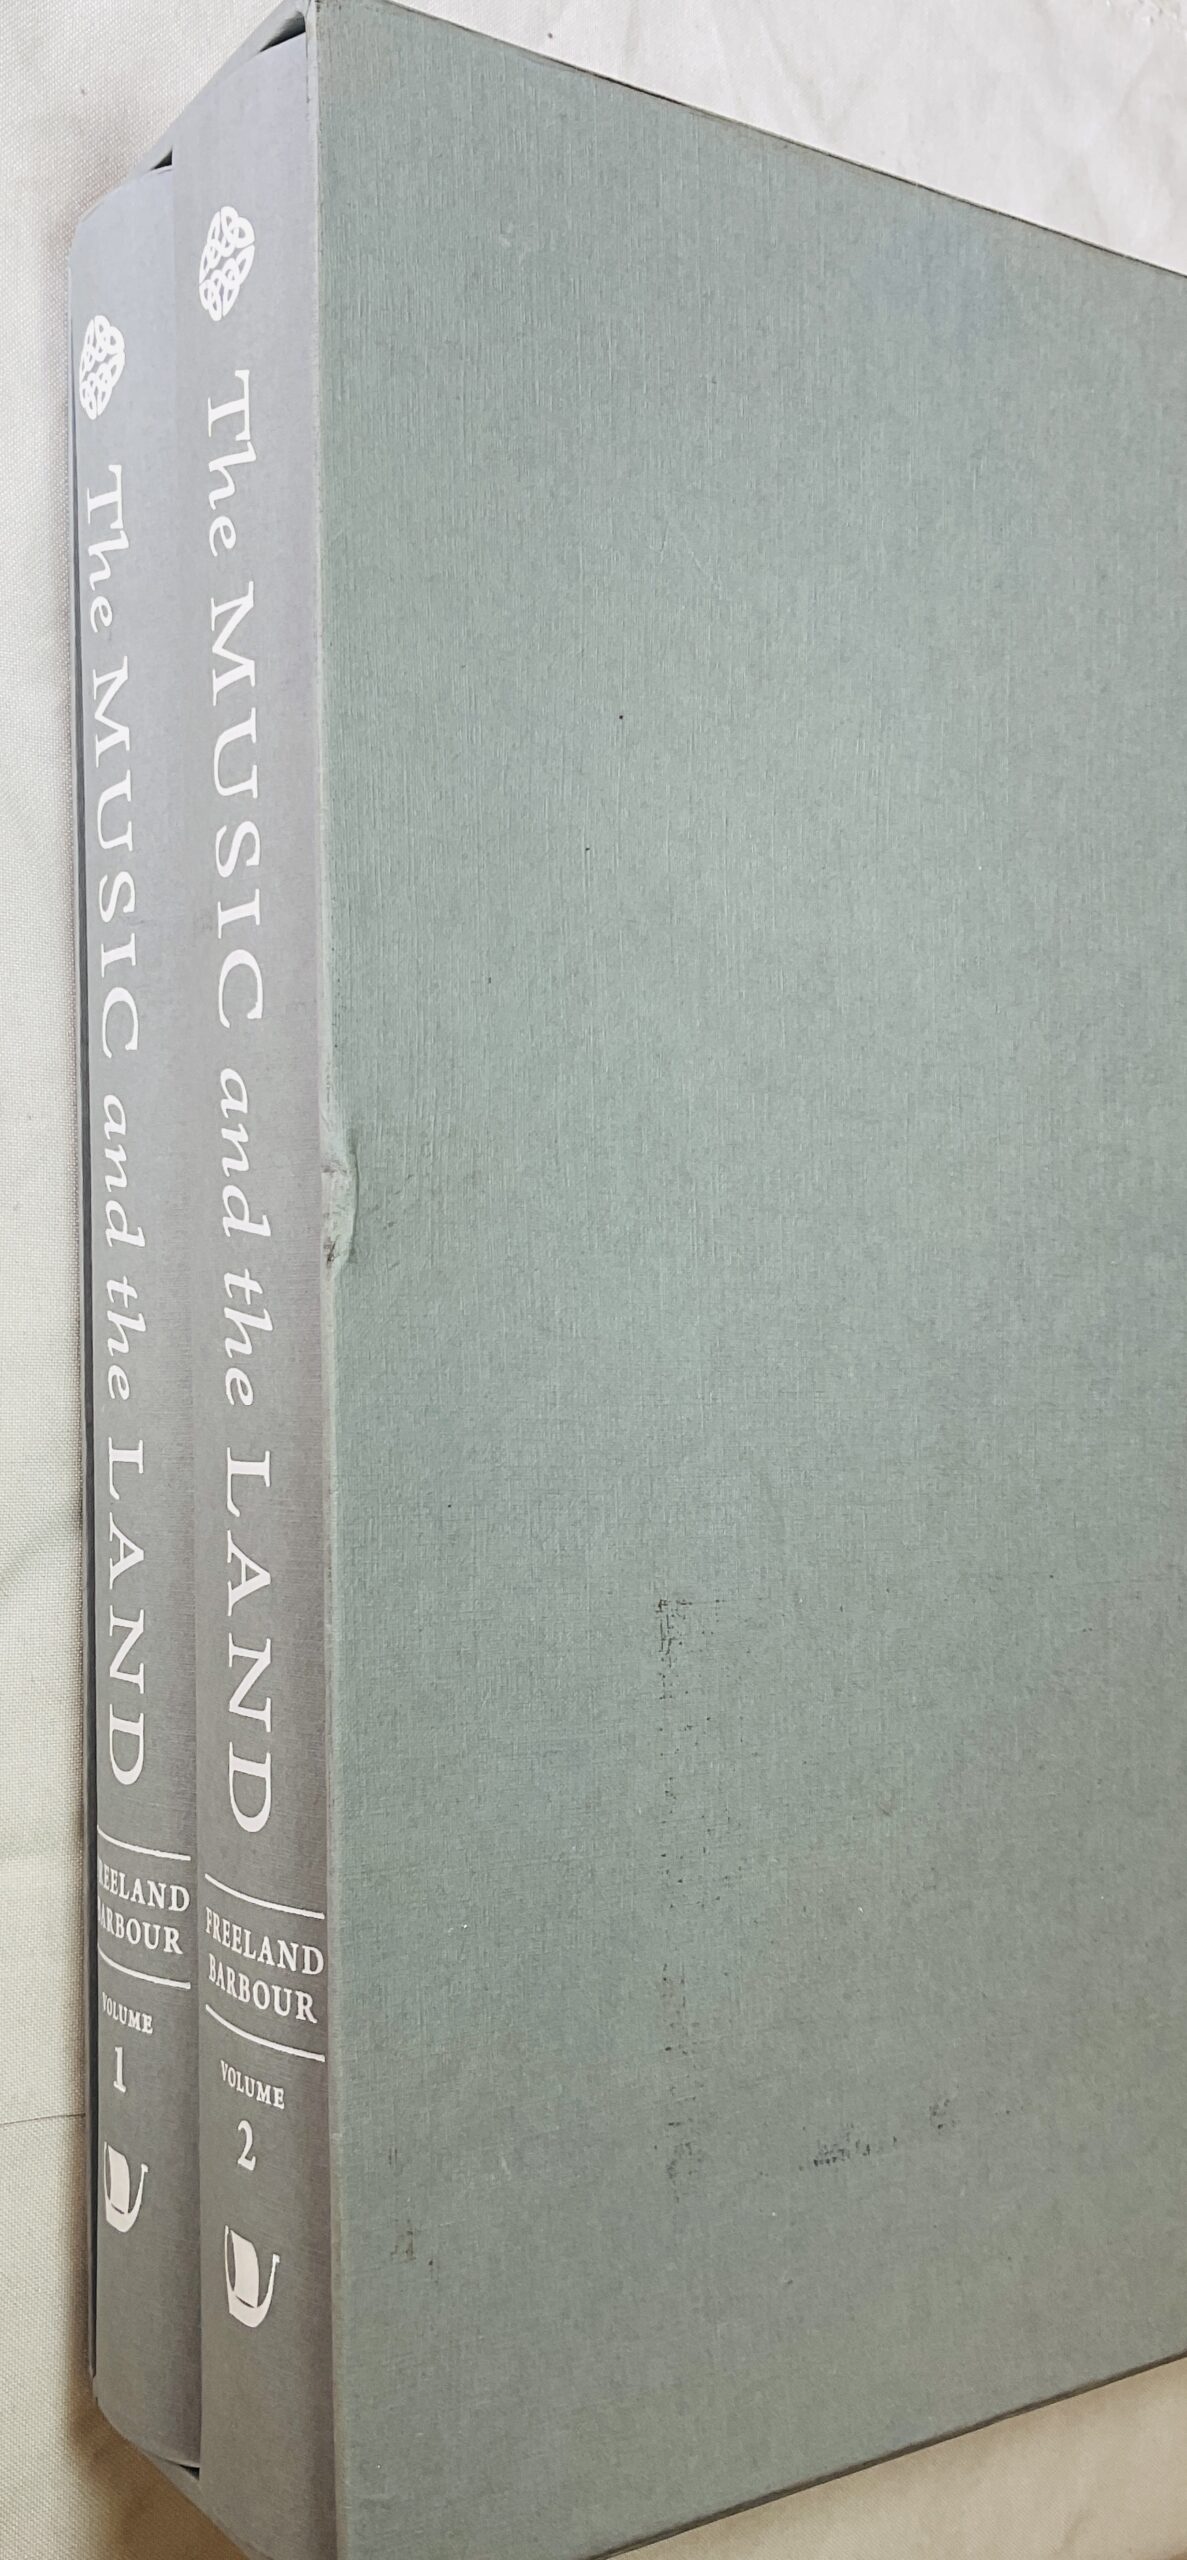 The MUSIC and the LAND
FREELAND
BARBOUR
VOLUME
1
The MUSIC and the LAND
FREELAND
BARBOUR
VOLUME
2